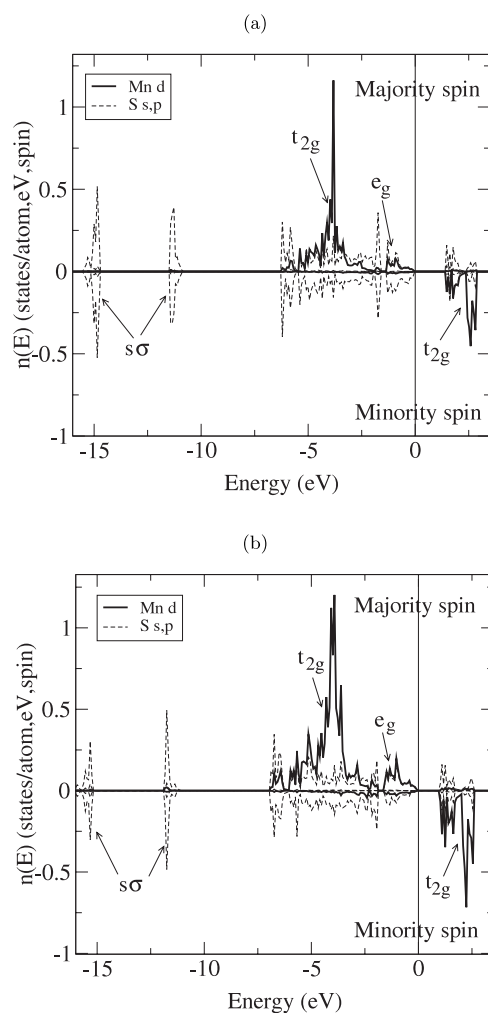 (a)
1
0.5
0
-0.5
-1
n(E) (states/atom,eV,spin)
Mn d
S s,p
Majority spin
t2g
eg
sσ
t2g
Minority spin
-15
-10
-5
0
Energy (eV)
(b)
1
0.5
0
-0.5
-1
n(E) (states/atom,eV,spin)
Mn d
S s,p
Majority spin
t2g
eg
sσ
t2g
Minority spin
-15
-10
-5
0
Energy (eV)